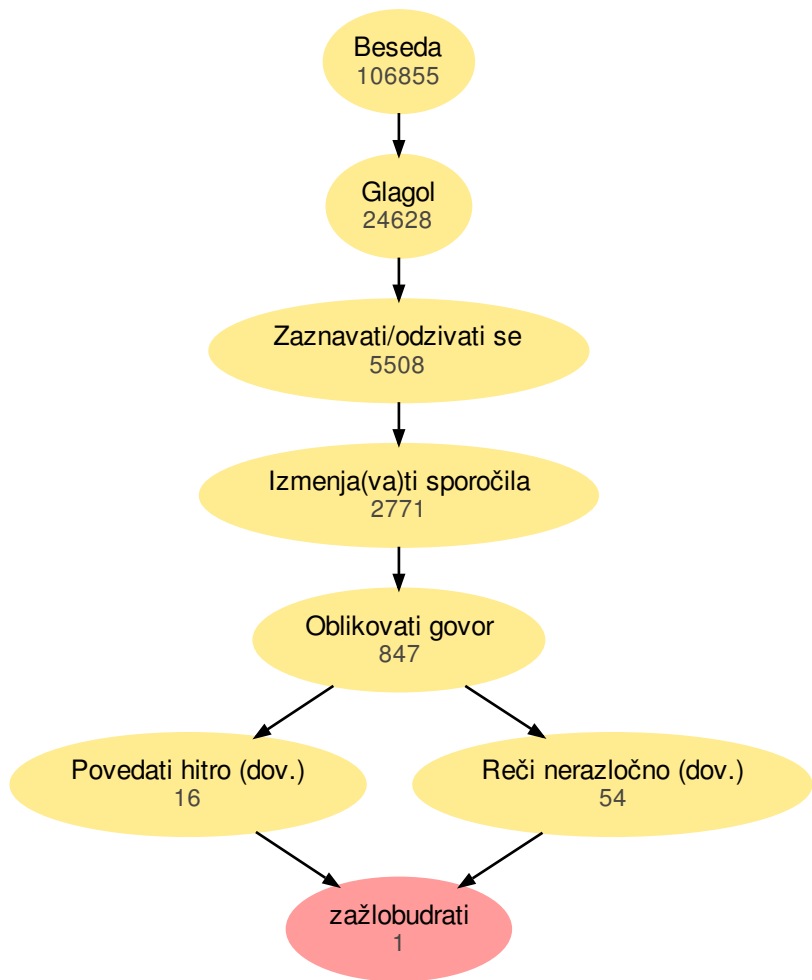 Beseda
106855
Glagol
24628
Zaznavati/odzivati se
5508
Izmenja(va)ti sporočila
2771
Oblikovati govor
847
Povedati hitro (dov.)
16
Reči nerazločno (dov.)
54
zažlobudrati
1